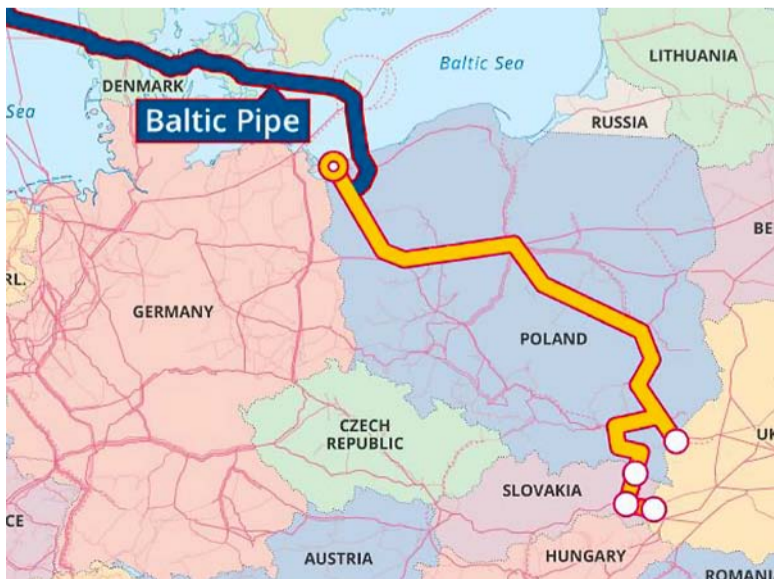 Baltic Sea
LITHUANIA
DENMARK
Sea
Baltic Pipe
RUSSIA
BE
RL.
GERMANY
POLAND
CZECH
REPUBLIC
UK
SLOVAKIA
CE
AUSTRIA
HUNGARY
ROMANI